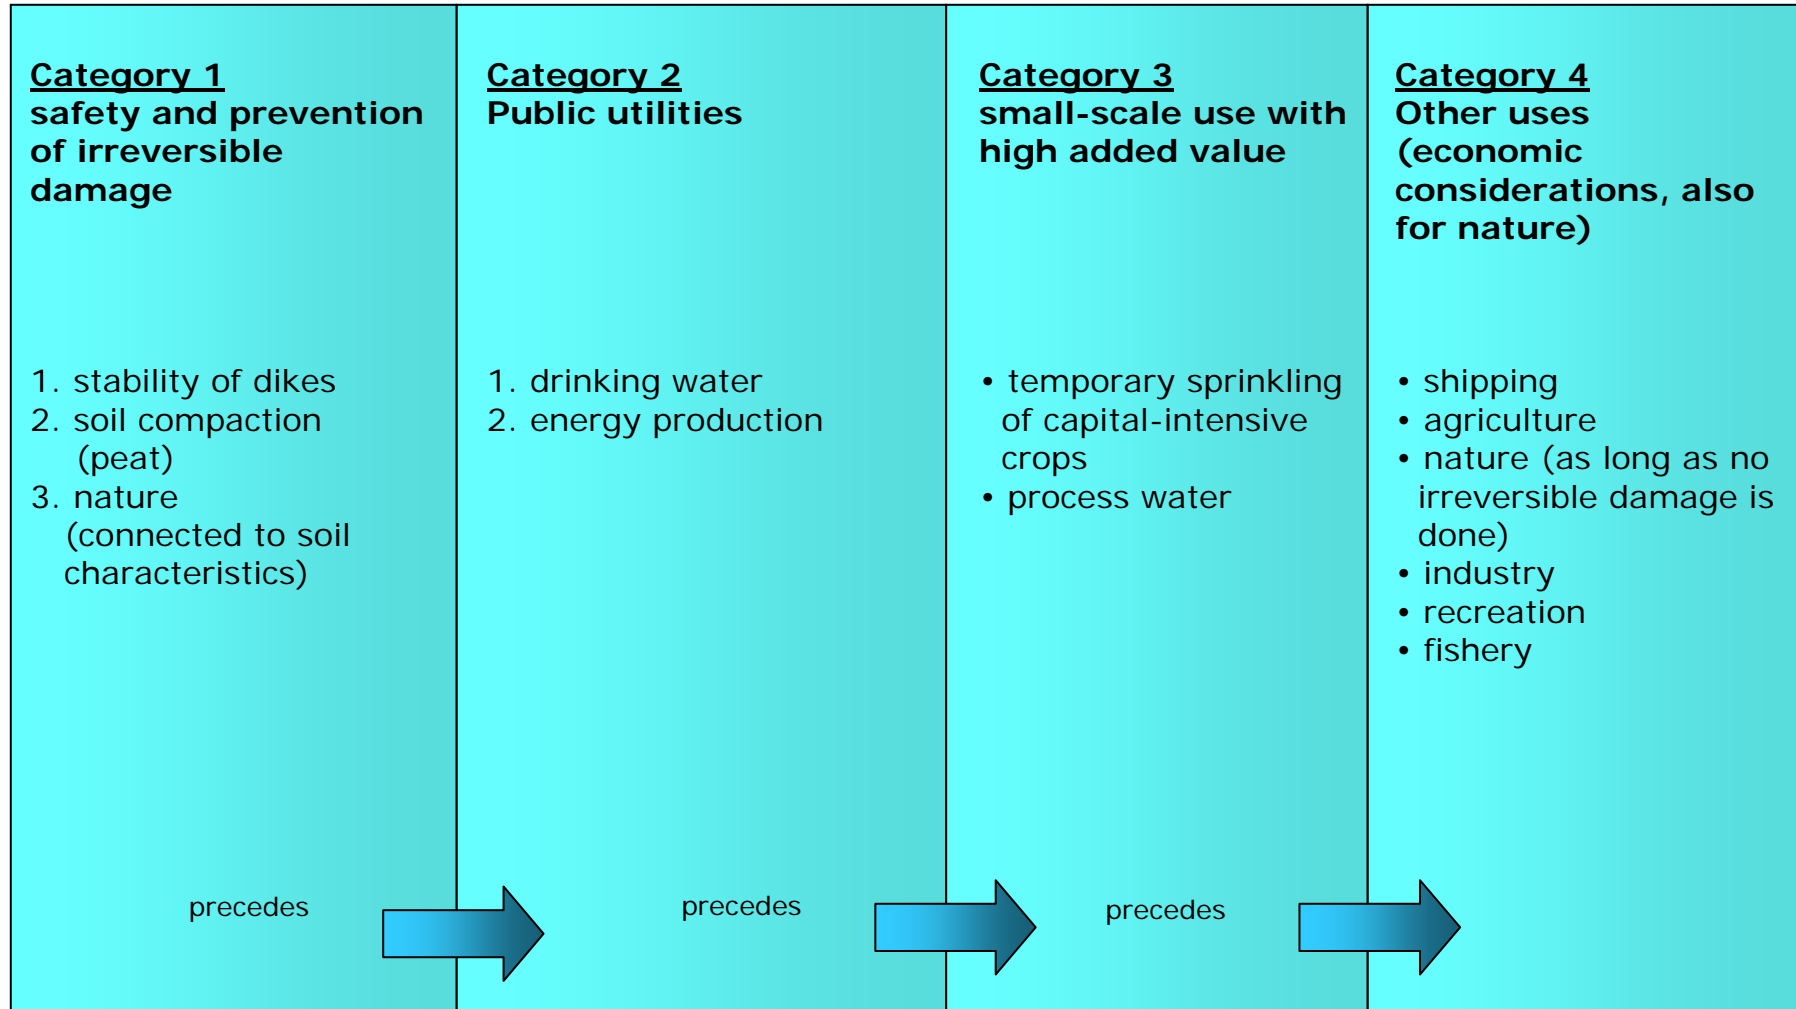 Category 1
safety and prevention
of irreversible
damage
1. stability of dikes
2. soil compaction
(peat)
3. nature
(connected to soil
characteristics)
precedes
Category 2
Public utilities
1. drinking water
2. energy production
precedes
Category 3
small-scale use with
high added value
• temporary sprinkling
of capital-intensive
crops
• process water
precedes
Category 4
Other uses
(economic
considerations, also
for nature)
• shipping
• agriculture
• nature (as long as no
irreversible damage is
done)
• industry
• recreation
• fishery